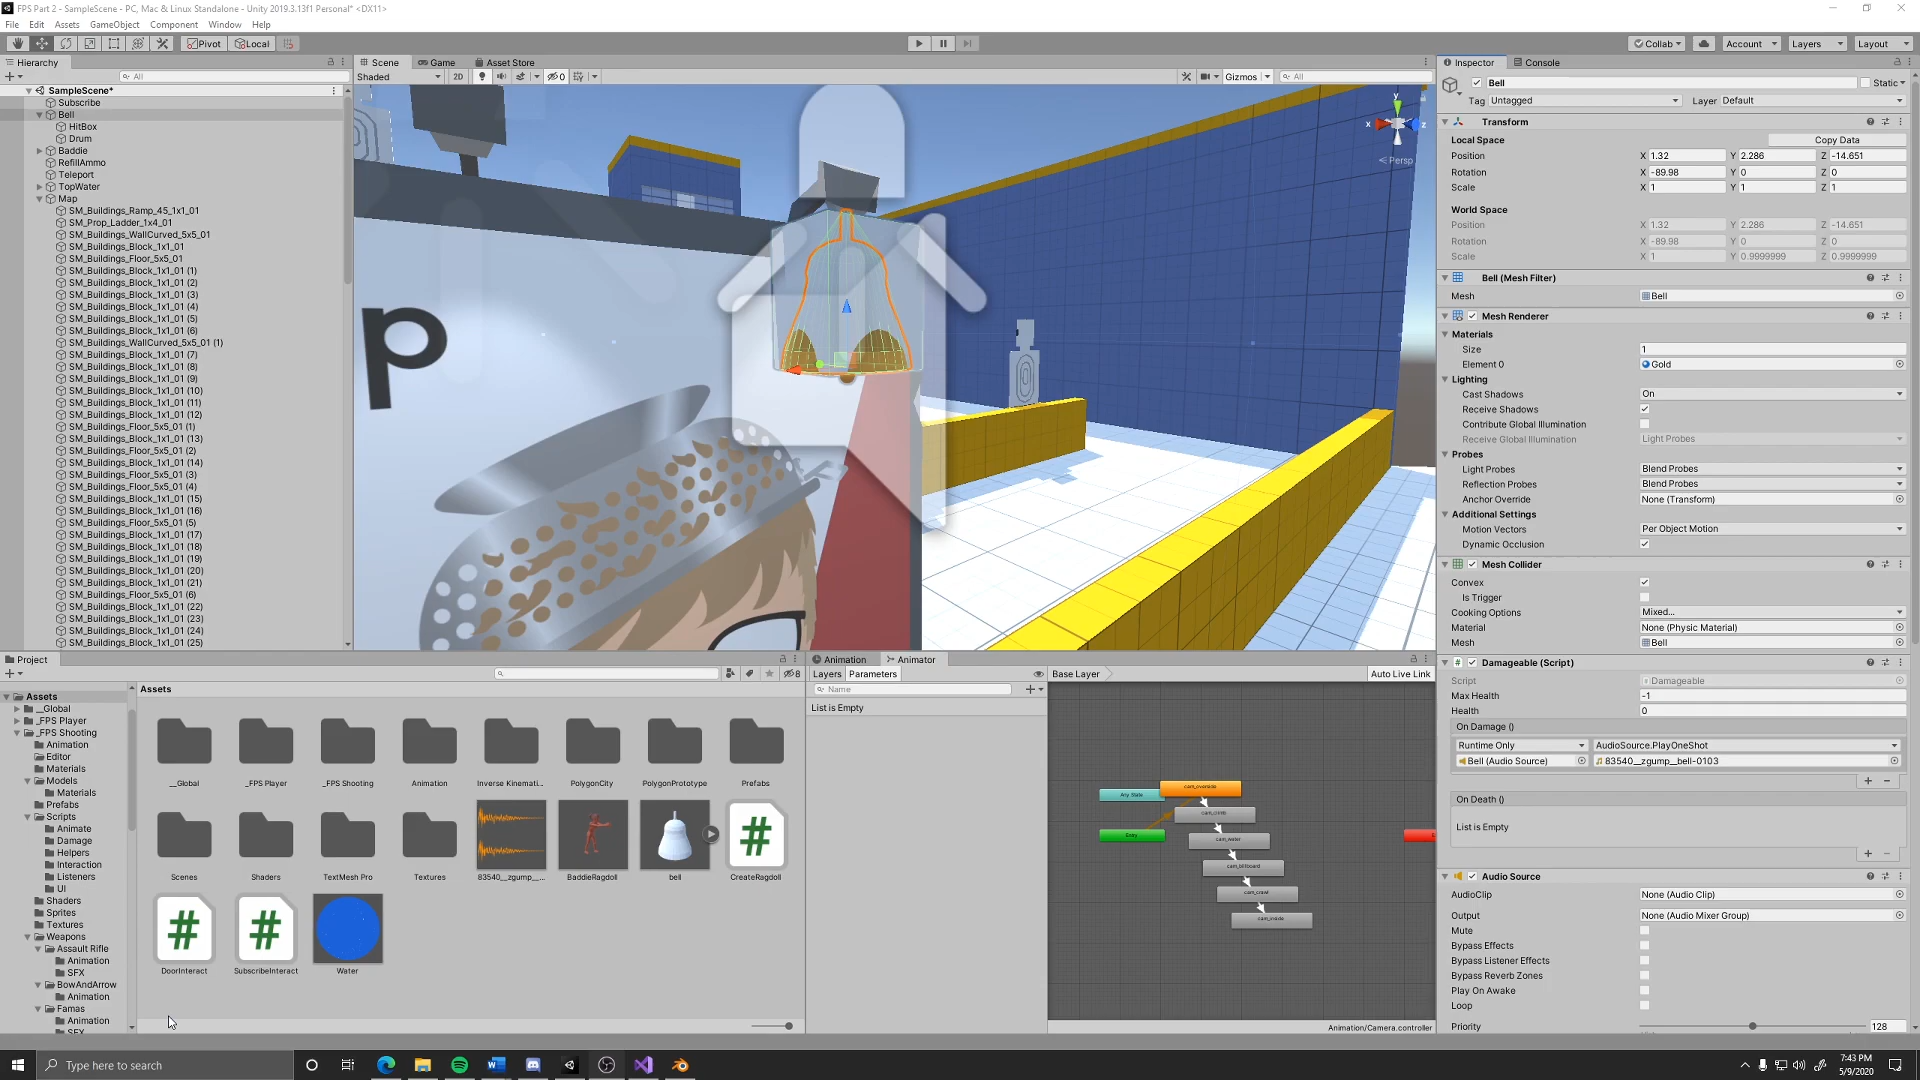 FPS Part 2 - SampleScene - PC, Mac & Linux Standalone - Unity 2019.3.13f1 Personal* <DX11>
File Edit Assets GameObject Component Window Help
Pivot Local Collab Account Layers Layout
Hierarchy
All
SampleScene*
Subscribe
Bell
HitBox
Drum
Baddie
RefillAmmo
Teleport
TopWater
Map
SM_Buildings_Ramp_45_1x1_01
SM_Prop_Ladder_1x4_01
SM_Buildings_WallCurved_5x5_01
SM_Buildings_Block_1x1_01
SM_Buildings_Floor_5x5_01
SM_Buildings_Block_1x1_01 (1)
SM_Buildings_Block_1x1_01 (2)
SM_Buildings_Block_1x1_01 (3)
SM_Buildings_Block_1x1_01 (4)
SM_Buildings_Block_1x1_01 (5)
SM_Buildings_Block_1x1_01 (6)
SM_Buildings_WallCurved_5x5_01 (1)
SM_Buildings_Block_1x1_01 (7)
SM_Buildings_Block_1x1_01 (8)
SM_Buildings_Block_1x1_01 (9)
SM_Buildings_Block_1x1_01 (10)
SM_Buildings_Block_1x1_01 (11)
SM_Buildings_Block_1x1_01 (12)
SM_Buildings_Floor_5x5_01 (1)
SM_Buildings_Block_1x1_01 (13)
SM_Buildings_Floor_5x5_01 (2)
SM_Buildings_Block_1x1_01 (14)
SM_Buildings_Floor_5x5_01 (3)
SM_Buildings_Floor_5x5_01 (4)
SM_Buildings_Block_1x1_01 (15)
SM_Buildings_Block_1x1_01 (16)
SM_Buildings_Floor_5x5_01 (5)
SM_Buildings_Block_1x1_01 (17)
SM_Buildings_Block_1x1_01 (18)
SM_Buildings_Block_1x1_01 (19)
SM_Buildings_Block_1x1_01 (20)
SM_Buildings_Block_1x1_01 (21)
SM_Buildings_Floor_5x5_01 (6)
SM_Buildings_Block_1x1_01 (22)
SM_Buildings_Block_1x1_01 (23)
SM_Buildings_Block_1x1_01 (24)
SM_Buildings_Block_1x1_01 (25)
Scene Game Asset Store
Shaded 2D 0 Gizmos All
y
x z
Persp
p
Inspector Console
Bell Static
Tag Untagged Layer Default
Transform
Local Space Copy Data
Position X 1.32 Y 2.286 Z -14.651
Rotation X -89.98 Y 0 Z 0
Scale X 1 Y 1 Z 1
World Space
Position X 1.32 Y 2.286 Z -14.651
Rotation X -89.98 Y 0 Z 0
Scale X 1 Y 0.9999999 Z 0.9999999
Bell (Mesh Filter)
Mesh Bell
Mesh Renderer
Materials
Size 1
Element 0 Gold
Lighting
Cast Shadows On
Receive Shadows
Contribute Global Illumination
Receive Global Illumination Light Probes
Probes
Light Probes Blend Probes
Reflection Probes Blend Probes
Anchor Override None (Transform)
Additional Settings
Motion Vectors Per Object Motion
Dynamic Occlusion
Mesh Collider
Convex
Is Trigger
Cooking Options Mixed...
Material None (Physic Material)
Mesh Bell
Damageable (Script)
Script Damageable
Max Health -1
Health 0
On Damage ()
Runtime Only AudioSource.PlayOneShot
Bell (Audio Source) 83540__zgump__bell-0103
On Death ()
List is Empty
Audio Source
AudioClip None (Audio Clip)
Output None (Audio Mixer Group)
Mute
Bypass Effects
Bypass Listener Effects
Bypass Reverb Zones
Play On Awake
Loop
Priority 128
Project
8
Assets
__Global
_FPS Player
_FPS Shooting
Animation
Editor
Materials
Models
Materials
Prefabs
Scripts
Animate
Damage
Helpers
Interaction
Listeners
UI
Shaders
Sprites
Textures
Weapons
Assault Rifle
Animation
SFX
BowAndArrow
Animation
Famas
Animation
SFX
Assets
__Global _FPS Player _FPS Shooting Animation Inverse Kinemati... PolygonCity PolygonPrototype Prefabs
Scenes Shaders TextMesh Pro Textures 83540__zgump__... BaddieRagdoll bell CreateRagdoll
DoorInteract SubscribeInteract Water
Animation Animator
Layers Parameters Base Layer Auto Live Link
Name
List is Empty
Any State
Entry
cam_climb
cam_water
cam_billboard
cam_crawl
cam_inside
Animation/Camera.controller
Type here to search
7:43 PM
5/9/2020